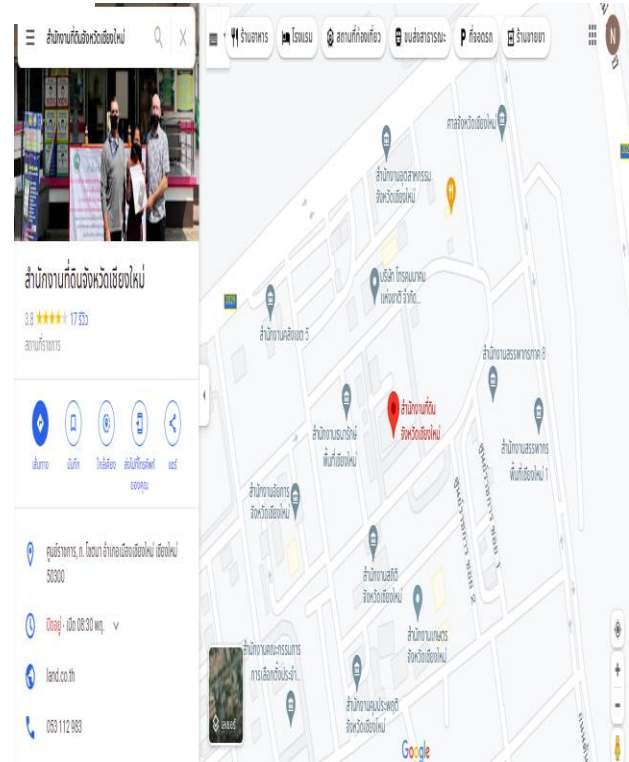 สำนักงานที่ดินจังหวัดเชียงใหม่
ร้านอาหาร
โรงแรม
สถานที่ท่องเที่ยว
ขนส่งสาธารณะ
P ที่จอดรถ
ร้านขายยา
N
สำนักงานที่ดินจังหวัดเชียงใหม่
3.8 17 รีวิว
สถานที่ราชการ
เส้นทาง
บันทึก
ใกล้เคียง
ส่งไปที่โทรศัพท์
ของคุณ
แชร์
ศูนย์ราชการ, ถ. โชตนา อำเภอเมืองเชียงใหม่ เชียงใหม่
50300
ปิดอยู่ · เปิด 08:30 พฤ.
land.co.th
053 112 983
ศาลจังหวัดเชียงใหม่
สำนักงานอุตสาหกรรม
จังหวัดเชียงใหม่
บริษัท โทรคมนาคม
แห่งชาติ จำกัด...
สำนักงานคลังเขต 5
สำนักงานสรรพากรภาค 8
สำนักงานที่ดิน
จังหวัดเชียงใหม่
สำนักงานธนารักษ์
พื้นที่เชียงใหม่
สำนักงานสรรพากร
พื้นที่เชียงใหม่ 1
สำนักงานอัยการ
จังหวัดเชียงใหม่
สำนักงานสถิติ
จังหวัดเชียงใหม่
สำนักงานเกษตร
จังหวัดเชียงใหม่
สำนักงานคณะกรรมการ
การเลือกตั้งประจำ...
สำนักงานคุมประพฤติ
จังหวัดเชียงใหม่
เลเยอร์
Google